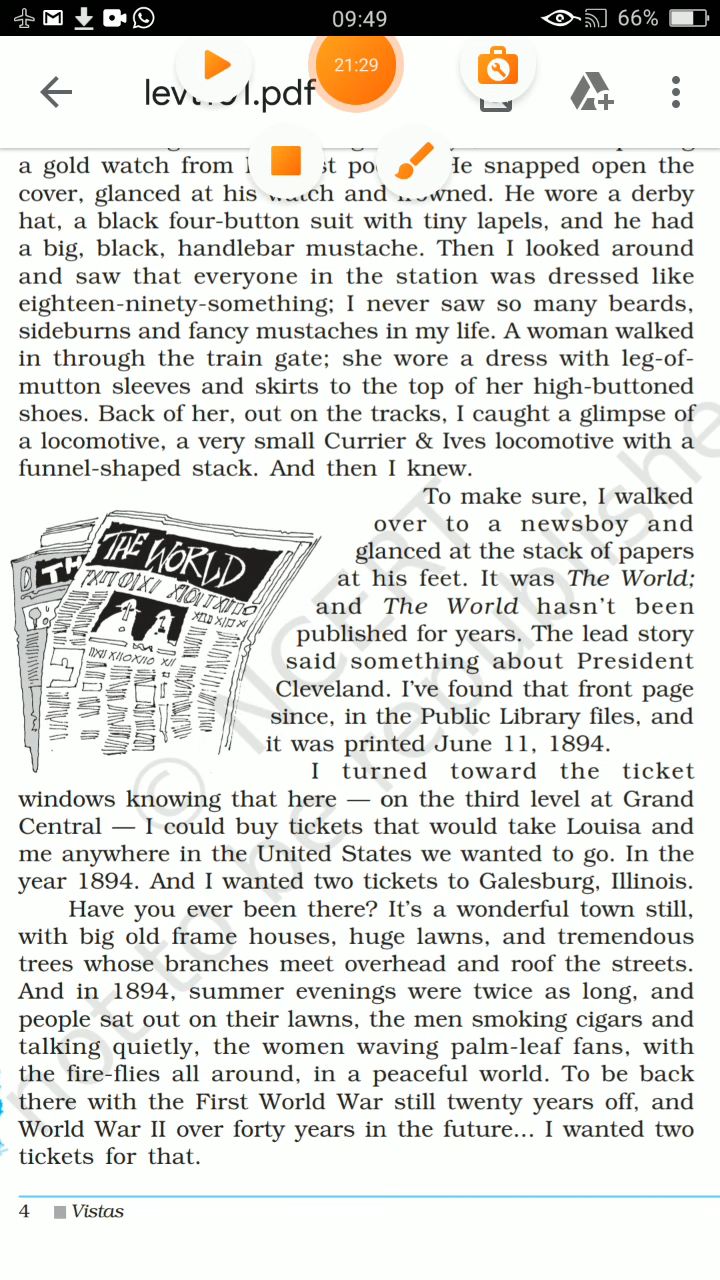 09:49
66%
21:29
a gold watch from st He snapped open the
cover, glanced at his watch and frowned. He wore a derby
hat, a black four-button suit with tiny lapels, and he had
a big, black, handlebar mustache. Then I looked around
and saw that everyone in the station was dressed like
eighteen-ninety-something; I never saw so many beards,
sideburns and fancy mustaches in my life. A woman walked
in through the train gate; she wore a dress with leg-of-
mutton sleeves and skirts to the top of her high-buttoned
shoes. Back of her, out on the tracks, I caught a glimpse of
a locomotive, a very small Currier & Ives locomotive with a
funnel-shaped stack. And then I knew.
To make sure, I walked
over to a newsboy and
glanced at the stack of papers
at his feet. It was The World;
and The World hasn't been
published for years. The lead story
said something about President
Cleveland. I've found that front page
since, in the Public Library files, and
it was printed June 11, 1894.
THE WORLD
TH
I turned toward the ticket
windows knowing that here — on the third level at Grand
Central — I could buy tickets that would take Louisa and
me anywhere in the United States we wanted to go. In the
year 1894. And I wanted two tickets to Galesburg, Illinois.
Have you ever been there? It's a wonderful town still,
with big old frame houses, huge lawns, and tremendous
trees whose branches meet overhead and roof the streets.
And in 1894, summer evenings were twice as long, and
people sat out on their lawns, the men smoking cigars and
talking quietly, the women waving palm-leaf fans, with
the fire-flies all around, in a peaceful world. To be back
there with the First World War still twenty years off, and
World War II over forty years in the future... I wanted two
tickets for that.
4 Vistas
© NCERT
not to be republished